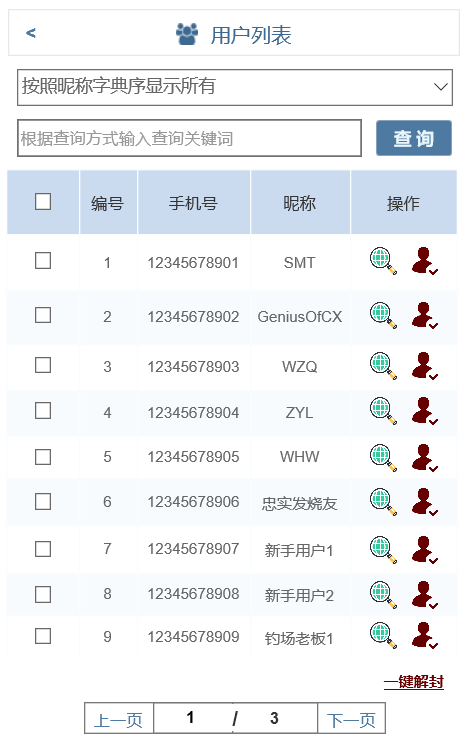 < 用户列表
按照昵称字典序显示所有
根据查询方式输入查询关键词 查 询
编号 手机号 昵称 操作
1 12345678901 SMT
2 12345678902 GeniusOfCX
3 12345678903 WZQ
4 12345678904 ZYL
5 12345678905 WHW
6 12345678906 忠实发烧友
7 12345678907 新手用户1
8 12345678908 新手用户2
9 12345678909 钓场老板1
一键解封
上一页 1 / 3 下一页